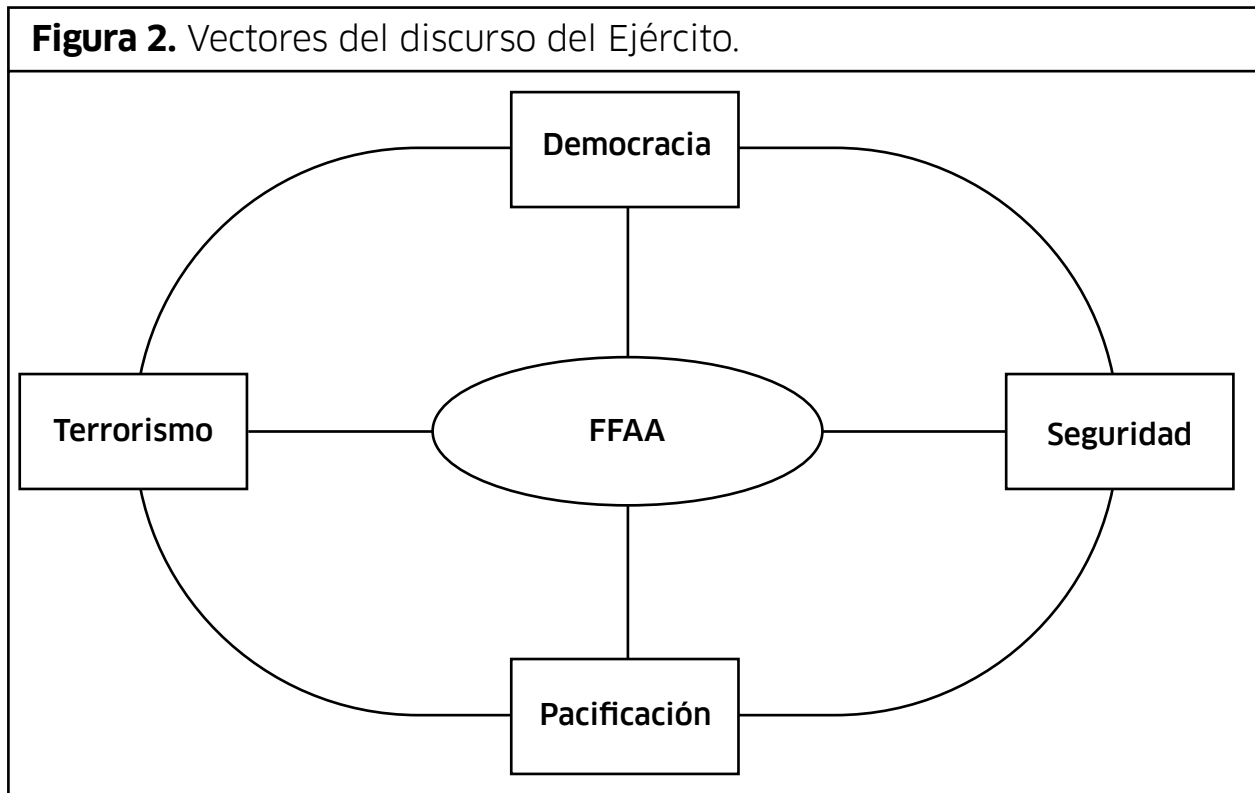 Figura 2. Vectores del discurso del Ejército.
Democracia
Terrorismo
FFAA
Seguridad
Pacificación